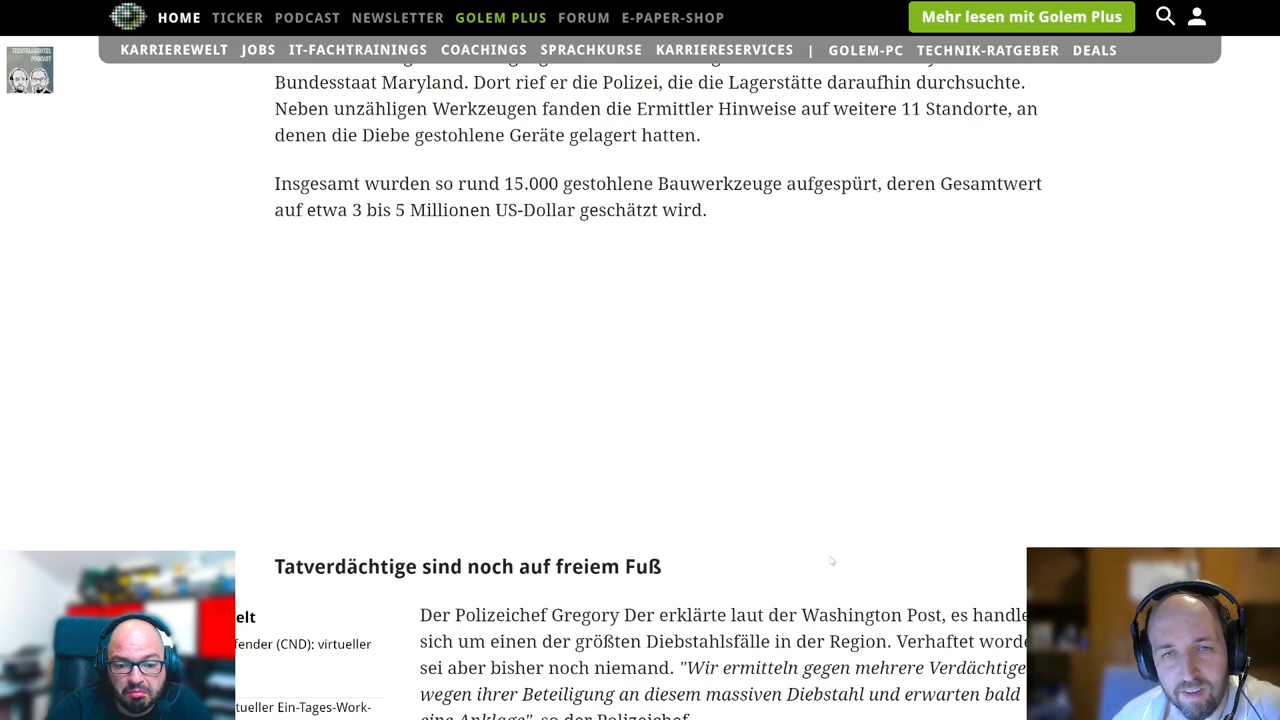 HOME TICKER PODCAST NEWSLETTER GOLEM PLUS FORUM E-PAPER-SHOP Mehr lesen mit Golem Plus
KARRIEREWELT JOBS IT-FACHTRAININGS COACHINGS SPRACHKURSE KARRIERESERVICES | GOLEM-PC TECHNIK-RATGEBER DEALS
PODCAST
Bundesstaat Maryland. Dort rief er die Polizei, die die Lagerstätte daraufhin durchsuchte.
Neben unzähligen Werkzeugen fanden die Ermittler Hinweise auf weitere 11 Standorte, an
denen die Diebe gestohlene Geräte gelagert hatten.
Insgesamt wurden so rund 15.000 gestohlene Bauwerkzeuge aufgespürt, deren Gesamtwert
auf etwa 3 bis 5 Millionen US-Dollar geschätzt wird.
Tatverdächtige sind noch auf freiem Fuß
elt
fender (CND): virtueller
tueller Ein-Tages-Work-
Der Polizeichef Gregory Der erklärte laut der Washington Post, es handle
sich um einen der größten Diebstahlsfälle in der Region. Verhaftet worde
sei aber bisher noch niemand. "Wir ermitteln gegen mehrere Verdächtige
wegen ihrer Beteiligung an diesem massiven Diebstahl und erwarten bald
eine Anklage", so der Polizeichef.